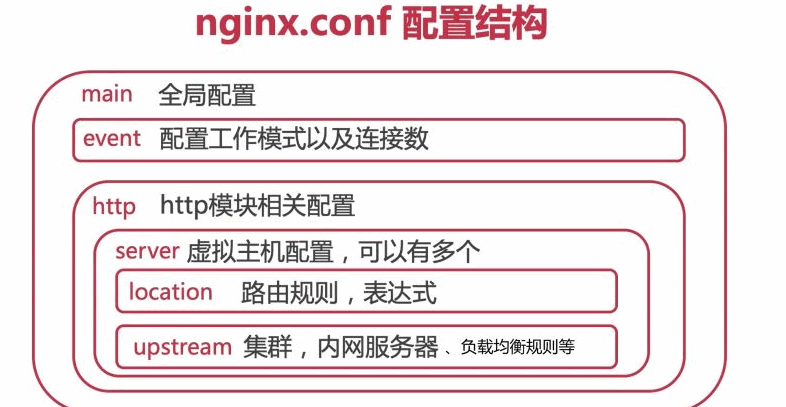 nginx.conf 配置结构
main 全局配置
event 配置工作模式以及连接数
http http模块相关配置
server 虚拟主机配置，可以有多个
location 路由规则，表达式
upstream 集群，内网服务器 、负载均衡规则等